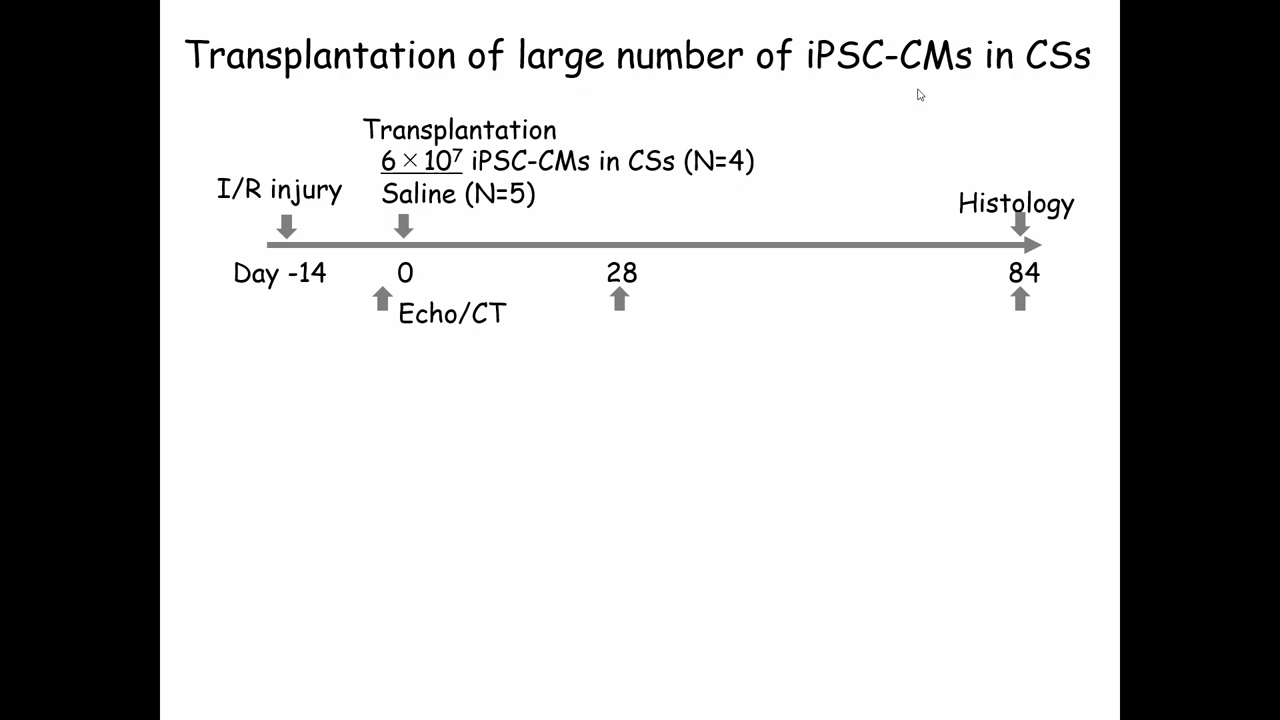 Transplantation of large number of iPSC-CMs in CSs
Transplantation
6×10⁷ iPSC-CMs in CSs (N=4)
Saline (N=5)
I/R injury
Histology
Day -14
0
28
84
Echo/CT